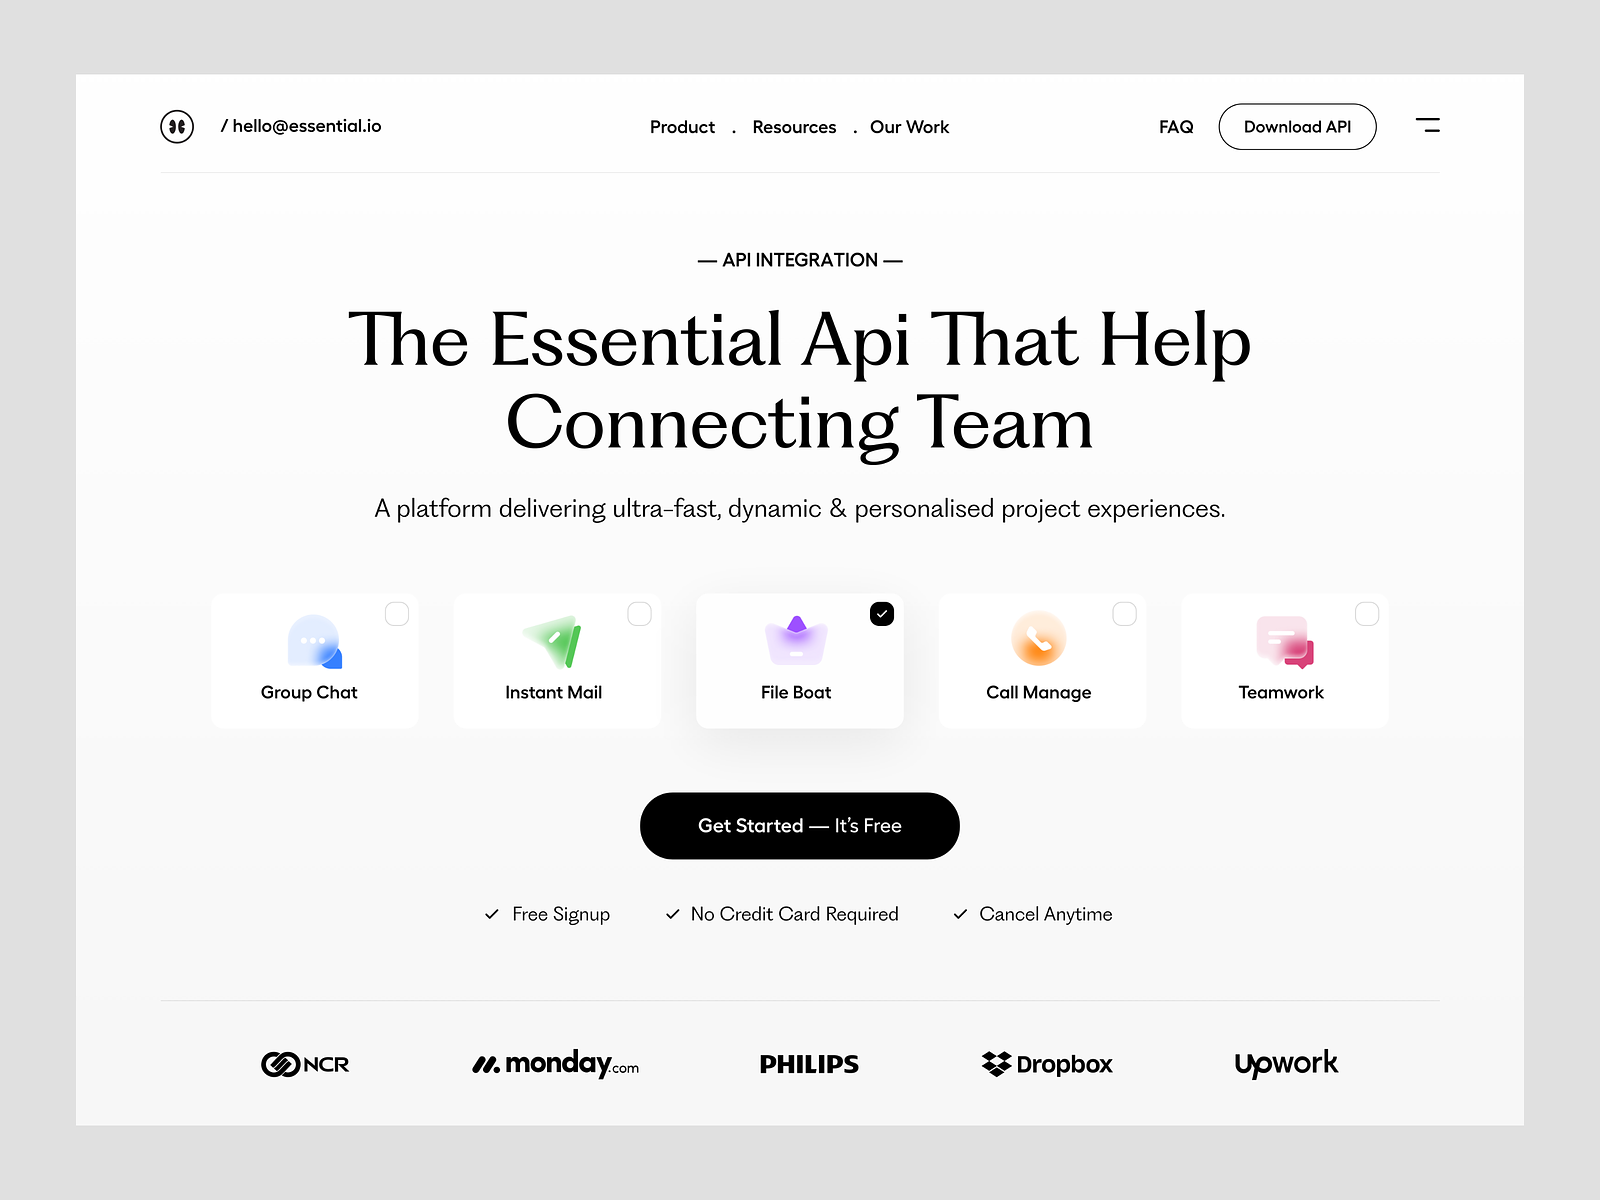 / hello@essential.io
Product . Resources . Our Work
FAQ
Download API
— API INTEGRATION —
The Essential Api That Help
Connecting Team
A platform delivering ultra-fast, dynamic & personalised project experiences.
Group Chat
Instant Mail
File Boat
Call Manage
Teamwork
Get Started — It's Free
Free Signup
No Credit Card Required
Cancel Anytime
NCR
monday.com
PHILIPS
Dropbox
Upwork